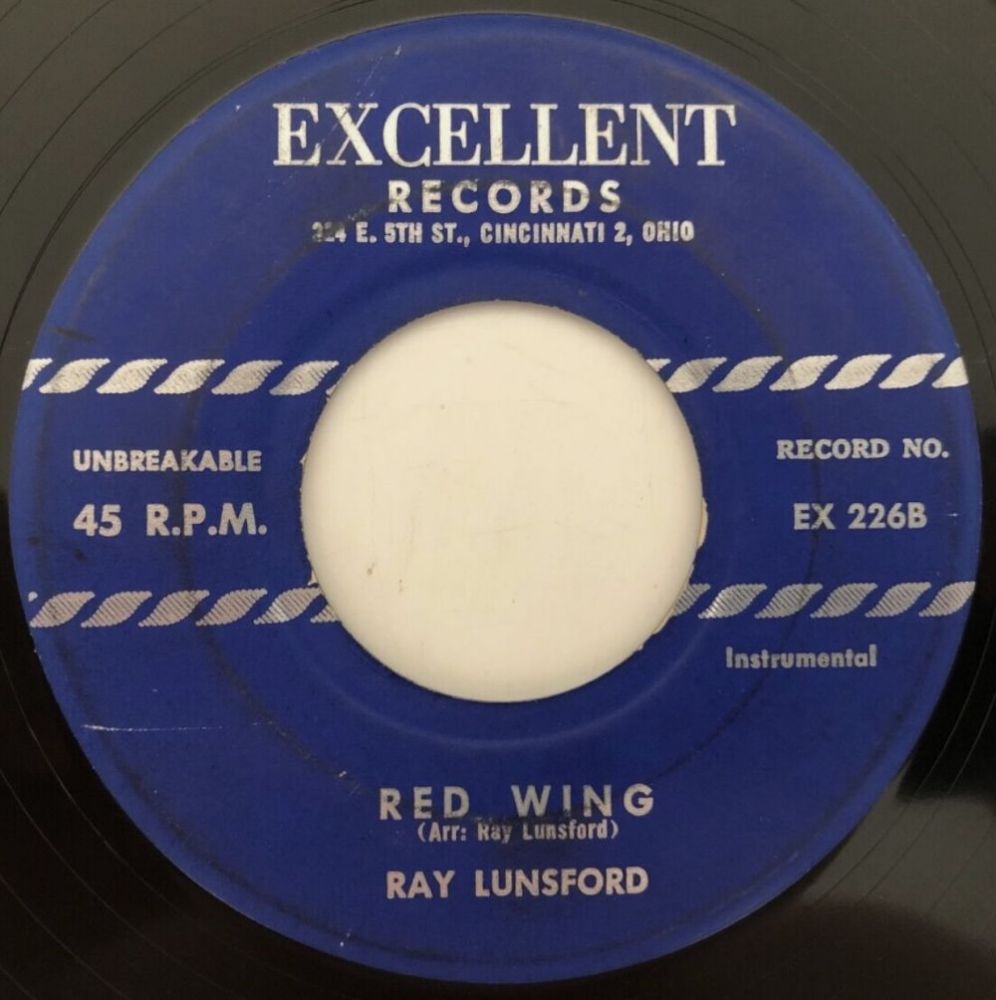 EXCELLENT
RECORDS
E. 5TH ST., CINCINNATI 2, OHIO
UNBREAKABLE
45 R.P.M.
RECORD NO.
EX 226B
Instrumental
RED WING
(Arr: Ray Lunsford)
RAY LUNSFORD